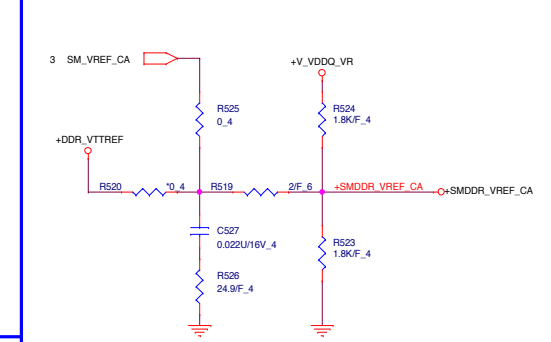 3 SM_VREF_CA
+V_VDDQ_VR
R525
0_4
R524
1.8K/F_4
+DDR_VTTREF
R520 *0_4 R519 2/F_6 +SMDDR_VREF_CA +SMDDR_VREF_CA
C527
0.022U/16V_4
R523
1.8K/F_4
R526
24.9/F_4